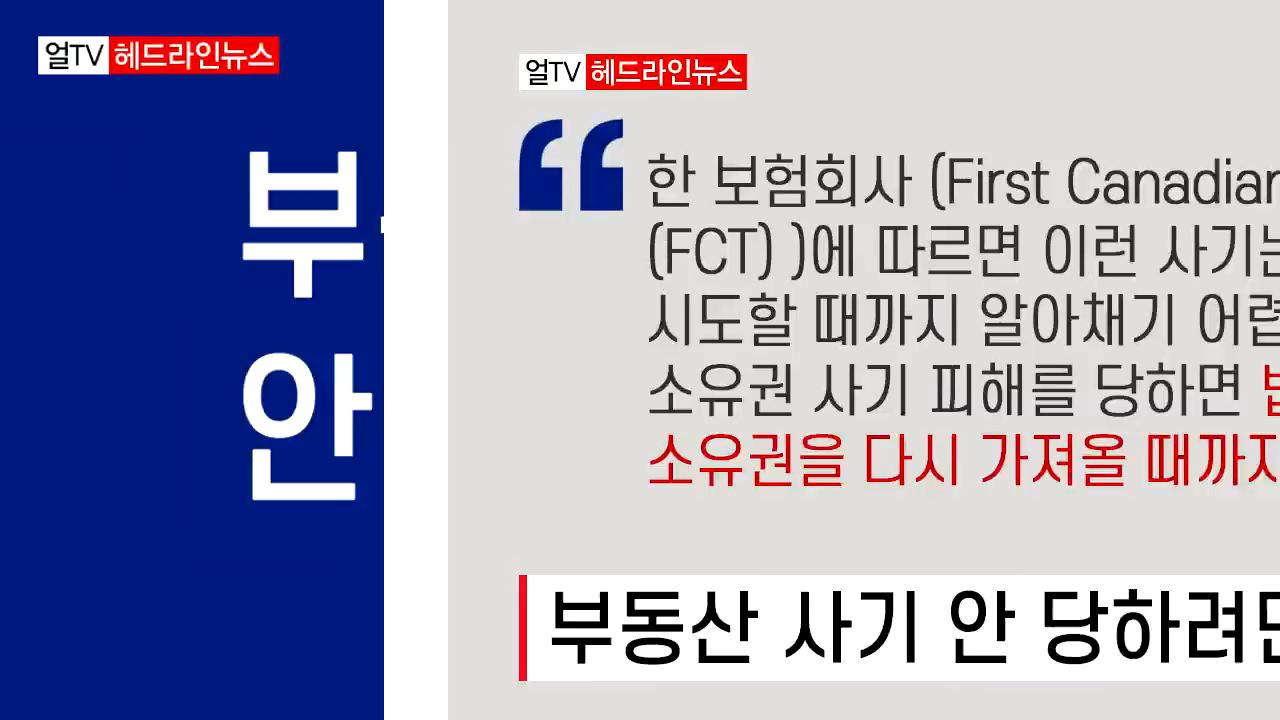 얼TV 헤드라인뉴스
부
안
얼TV 헤드라인뉴스
한 보험회사 (First Canadian
(FCT) )에 따르면 이런 사기는
시도할 때까지 알아채기
소유권 사기 피해를 당하면
소유권을 다시 가져올 때까지
부동산 사기 안 당하려면